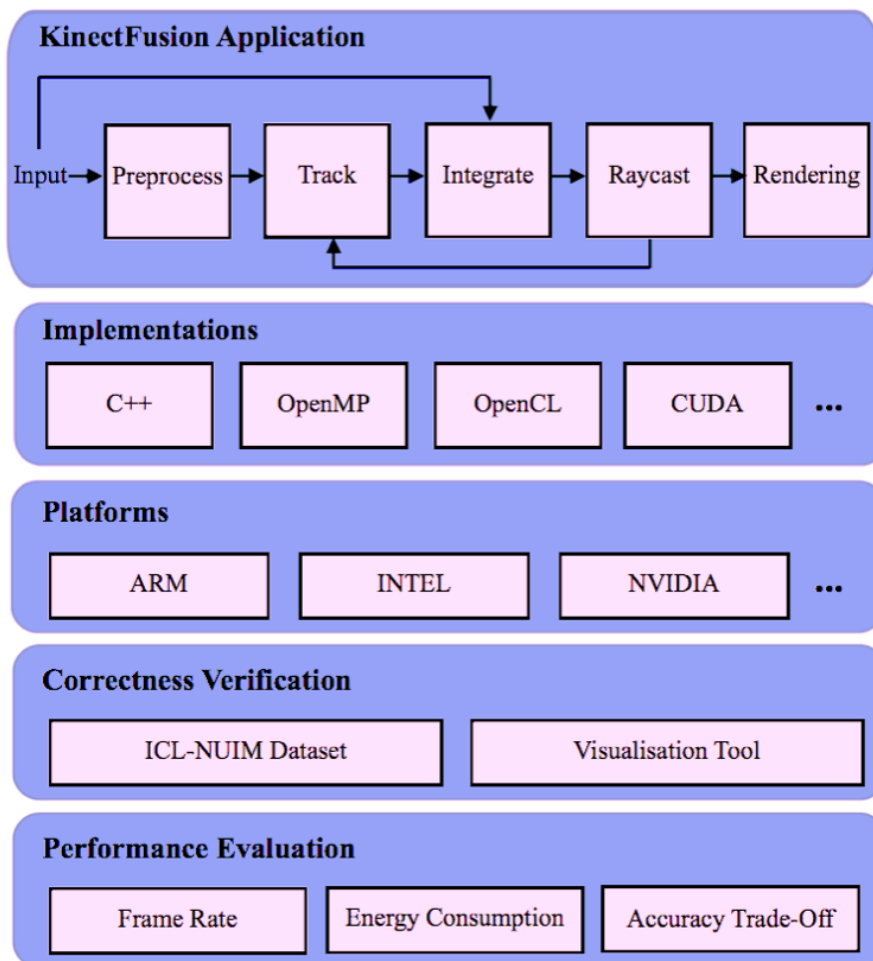 KinectFusion Application
Input Preprocess Track Integrate Raycast Rendering
Implementations
C++ OpenMP OpenCL CUDA ...
Platforms
ARM INTEL NVIDIA ...
Correctness Verification
ICL-NUIM Dataset Visualisation Tool
Performance Evaluation
Frame Rate Energy Consumption Accuracy Trade-Off